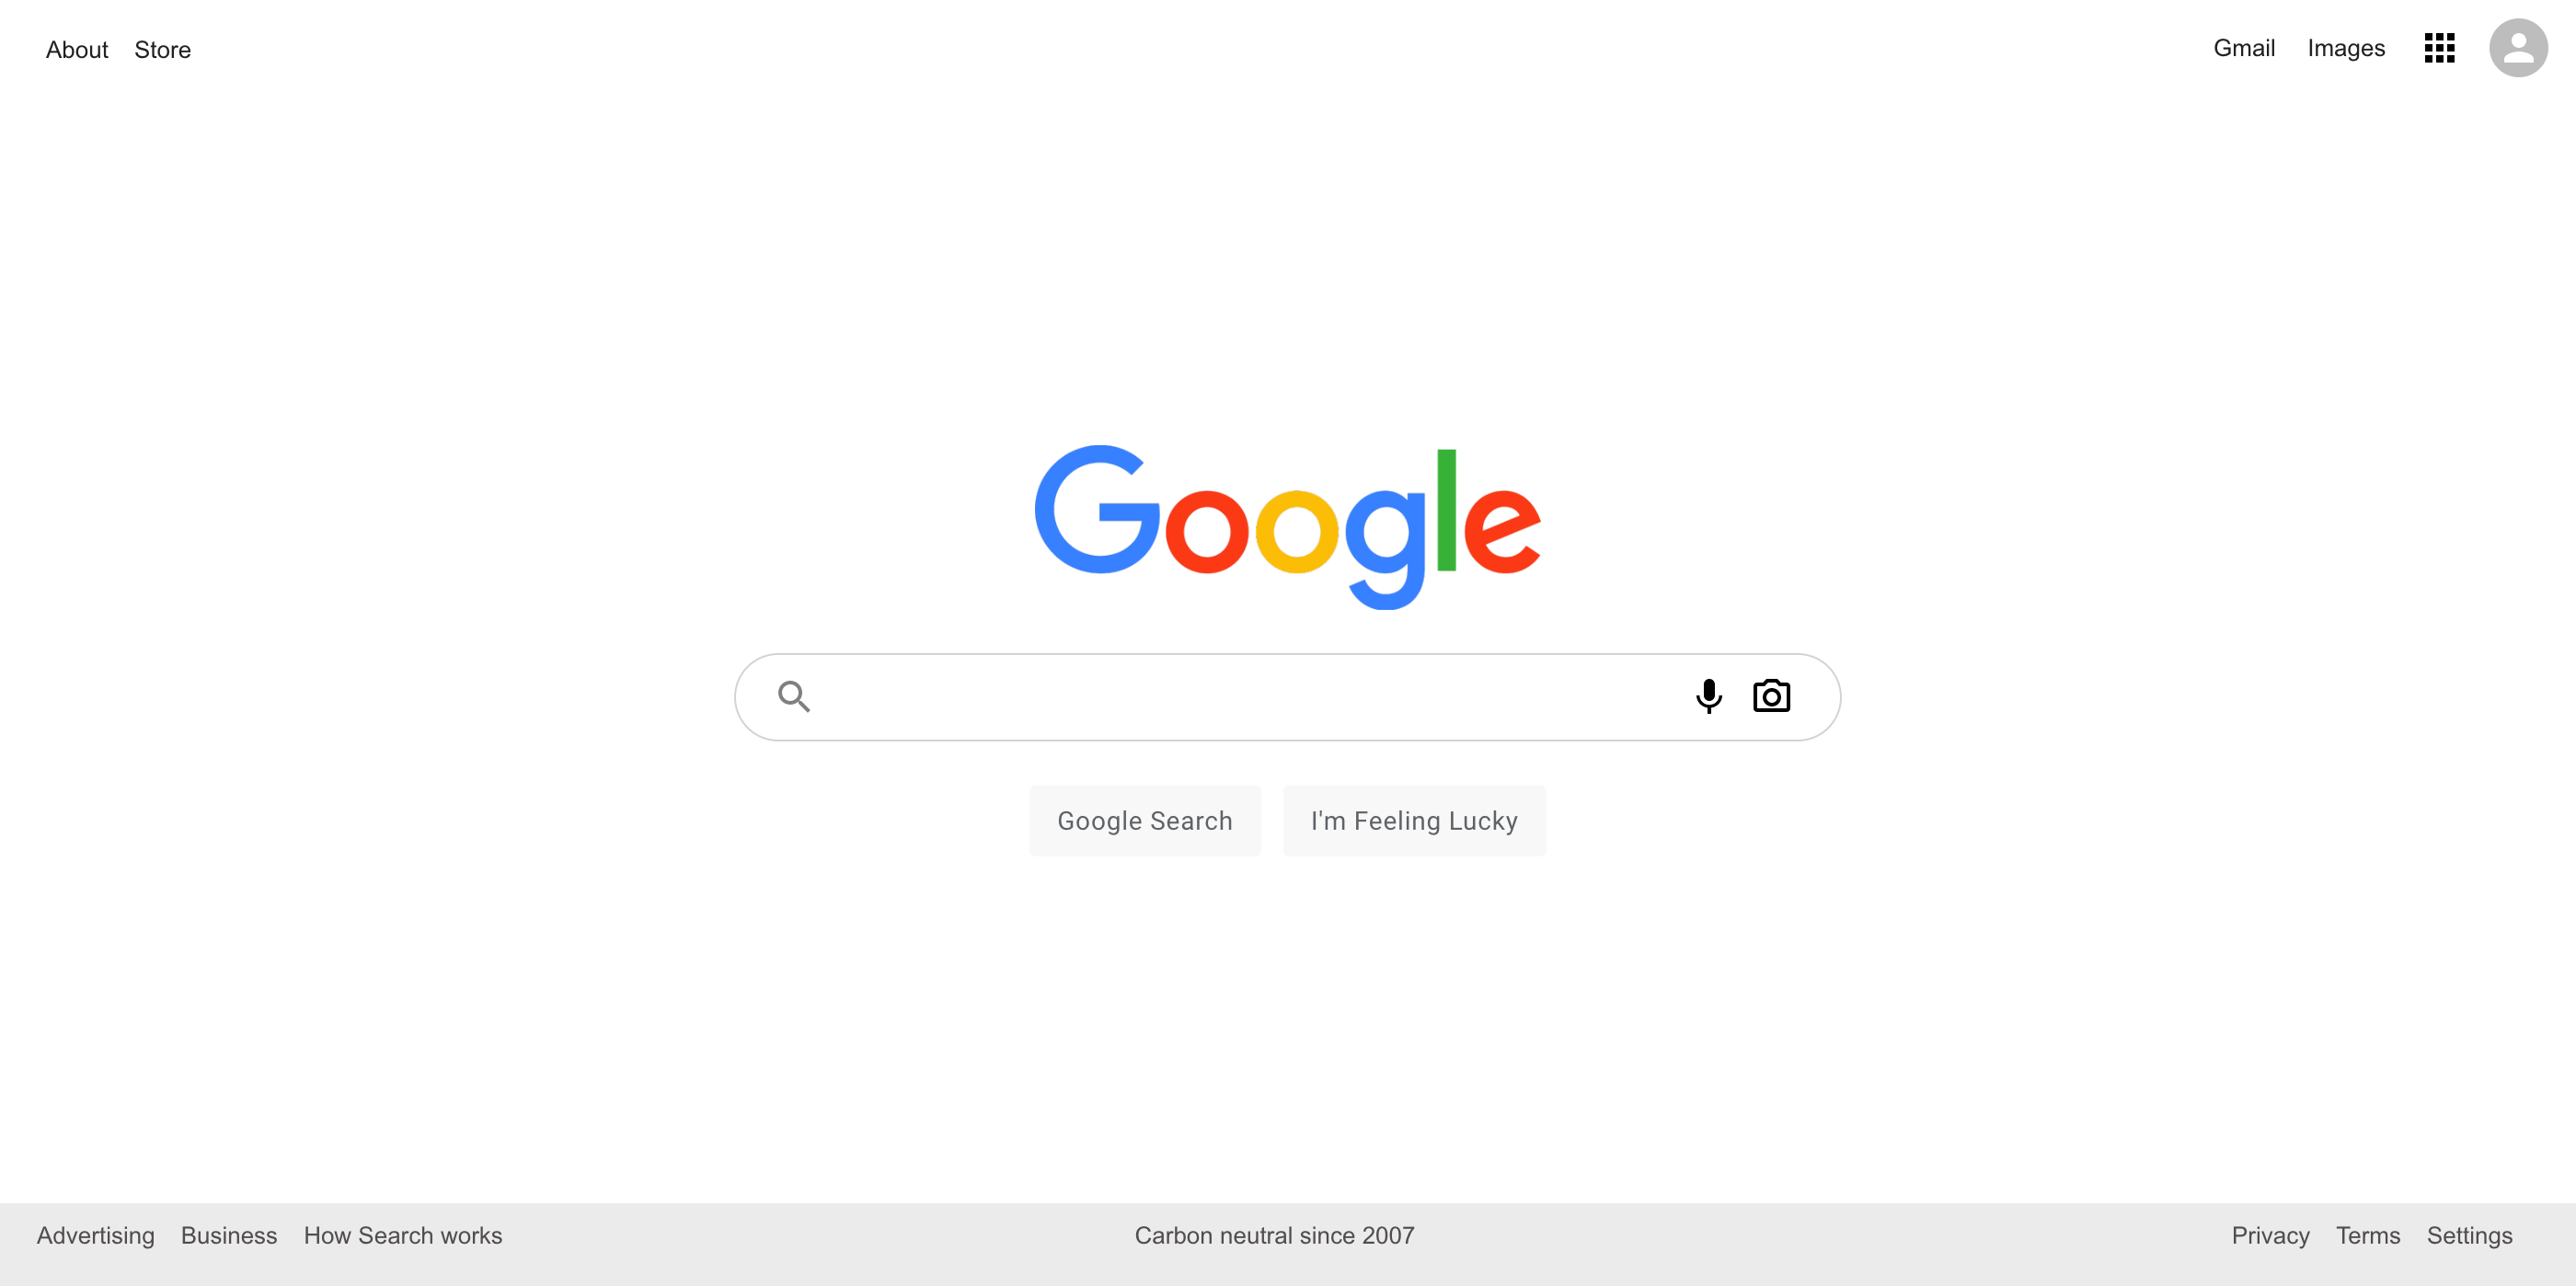 About Store Gmail Images
Google
Google Search I'm Feeling Lucky
Advertising Business How Search works Carbon neutral since 2007 Privacy Terms Settings